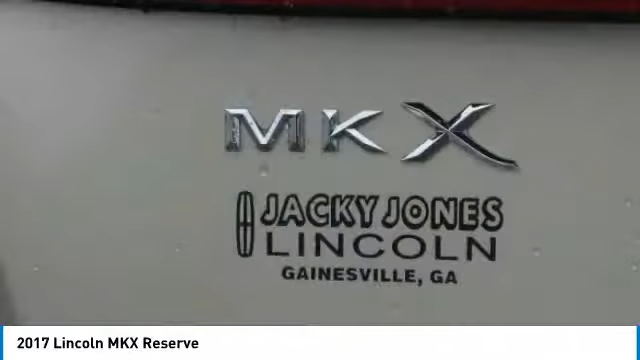 MKX
JACKY JONES
LINCOLN
GAINESVILLE, GA
2017 Lincoln MKX Reserve